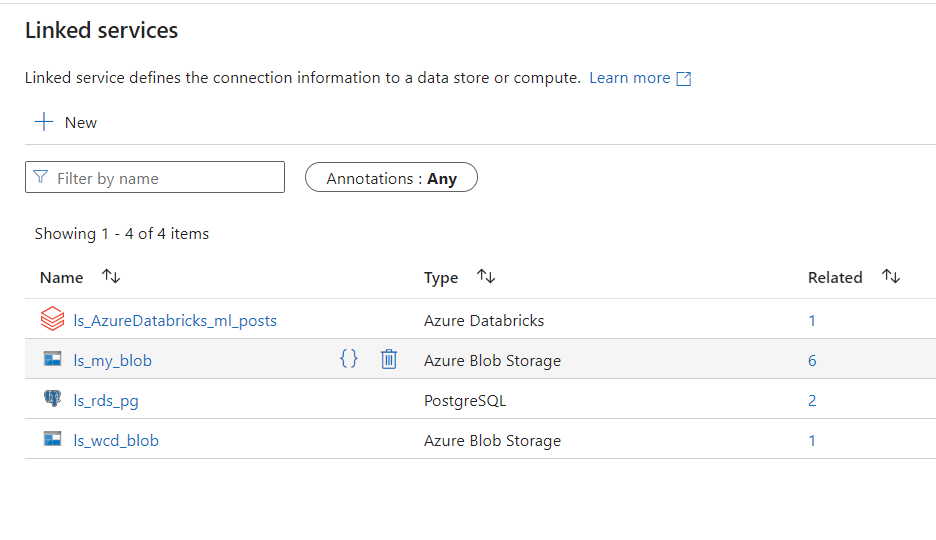 Linked services
Linked service defines the connection information to a data store or compute. Learn more
New
Filter by name
Annotations : Any
Showing 1 - 4 of 4 items
Name Type Related
ls_AzureDatabricks_ml_posts Azure Databricks 1
ls_my_blob {} Azure Blob Storage 6
ls_rds_pg PostgreSQL 2
ls_wcd_blob Azure Blob Storage 1